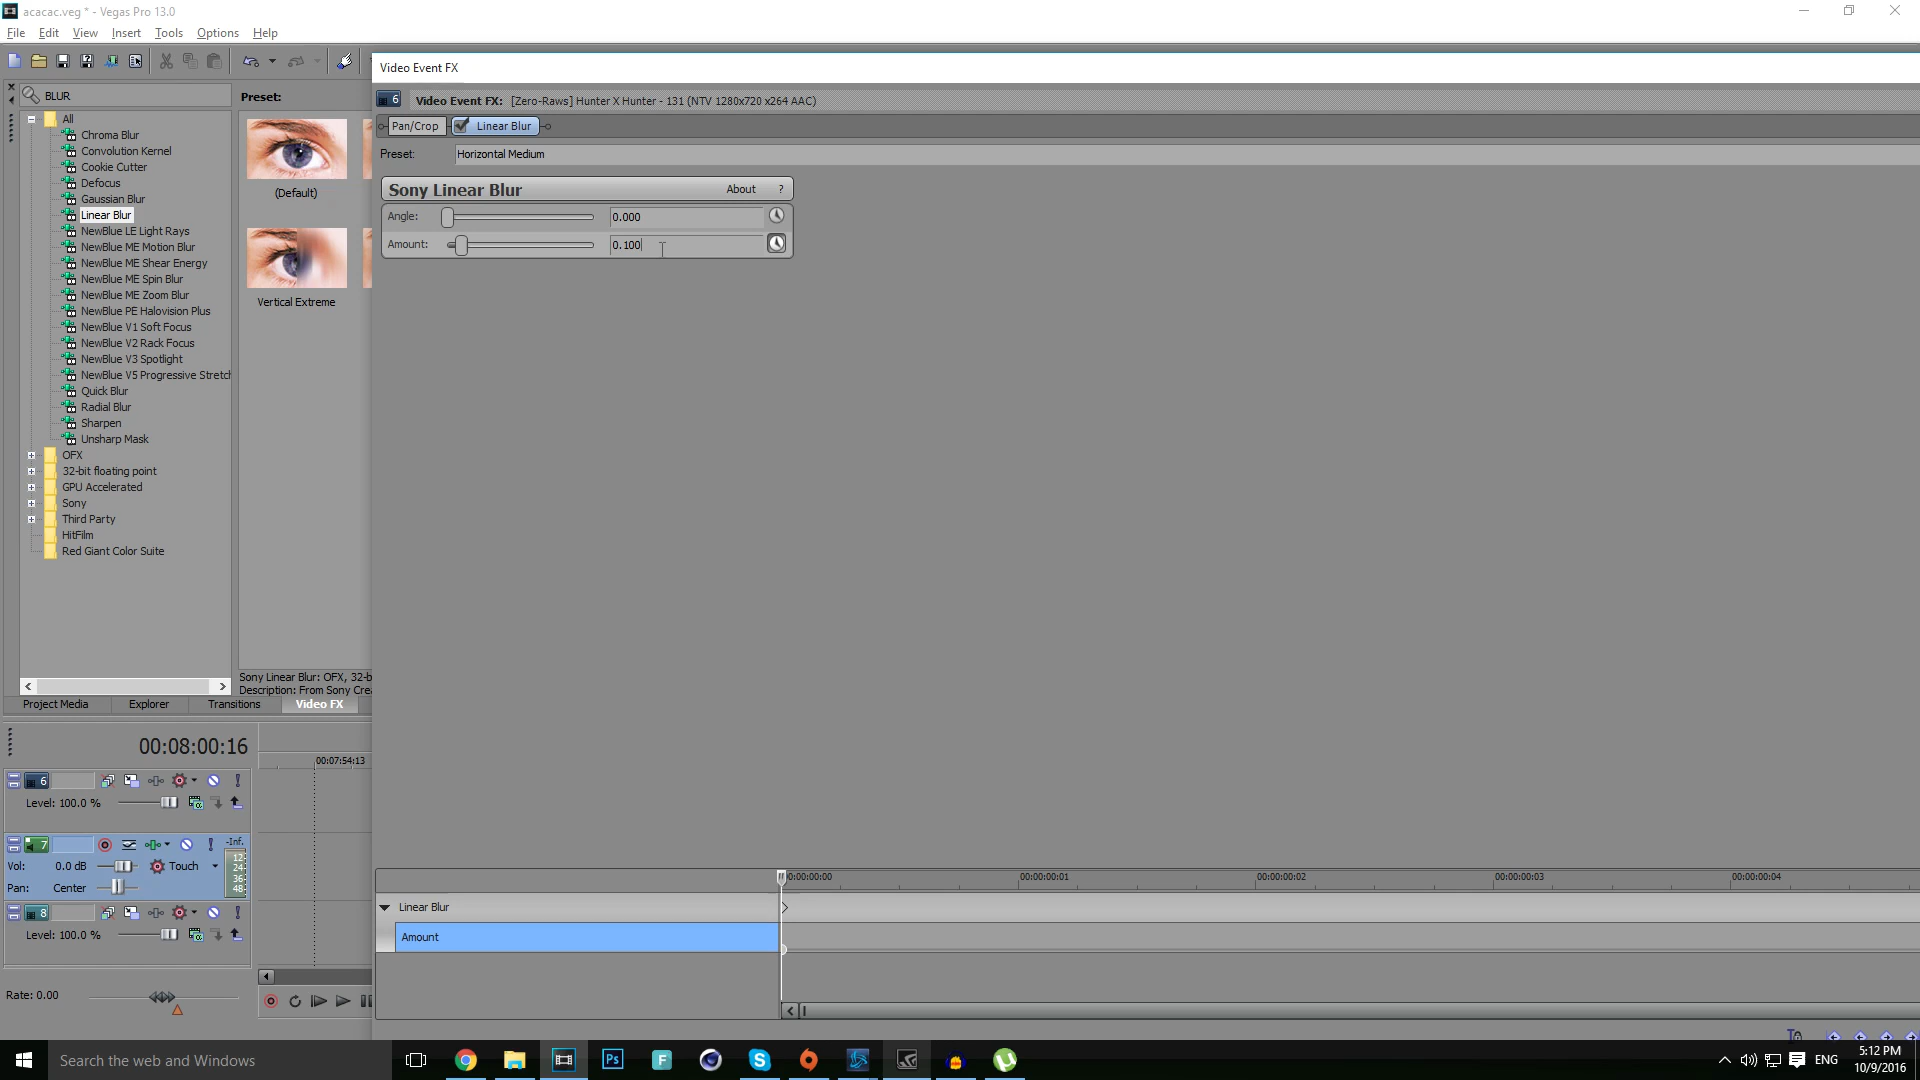 acacac.veg * - Vegas Pro 13.0
File Edit View Insert Tools Options Help
Video Event FX
BLUR
Preset:
6 Video Event FX: [Zero-Raws] Hunter X Hunter - 131 (NTV 1280x720 x264 AAC)
Pan/Crop Linear Blur
Preset: Horizontal Medium
Sony Linear Blur About ?
Angle: 0.000
Amount: 0.100
All
Chroma Blur
Convolution Kernel
Cookie Cutter
Defocus
Gaussian Blur
Linear Blur
NewBlue LE Light Rays
NewBlue ME Motion Blur
NewBlue ME Shear Energy
NewBlue ME Spin Blur
NewBlue ME Zoom Blur
NewBlue PE Halovision Plus
NewBlue V1 Soft Focus
NewBlue V2 Rack Focus
NewBlue V3 Spotlight
NewBlue V5 Progressive Stretch
Quick Blur
Radial Blur
Sharpen
Unsharp Mask
OFX
32-bit floating point
GPU Accelerated
Sony
Third Party
HitFilm
Red Giant Color Suite
(Default)
Vertical Extreme
Sony Linear Blur: OFX, 32-b
Description: From Sony Crea
Project Media Explorer Transitions Video FX
00:08:00:16
00:07:54:13
6
Level: 100.0 %
7 -Inf.
Vol: 0.0 dB Touch
Pan: Center
12
24
36
48
8
Level: 100.0 %
Rate: 0.00
00:00:00:00 00:00:00:01 00:00:00:02 00:00:00:03 00:00:00:04
Linear Blur
Amount
Search the web and Windows
Ps
F
S
ENG
5:12 PM
10/9/2016